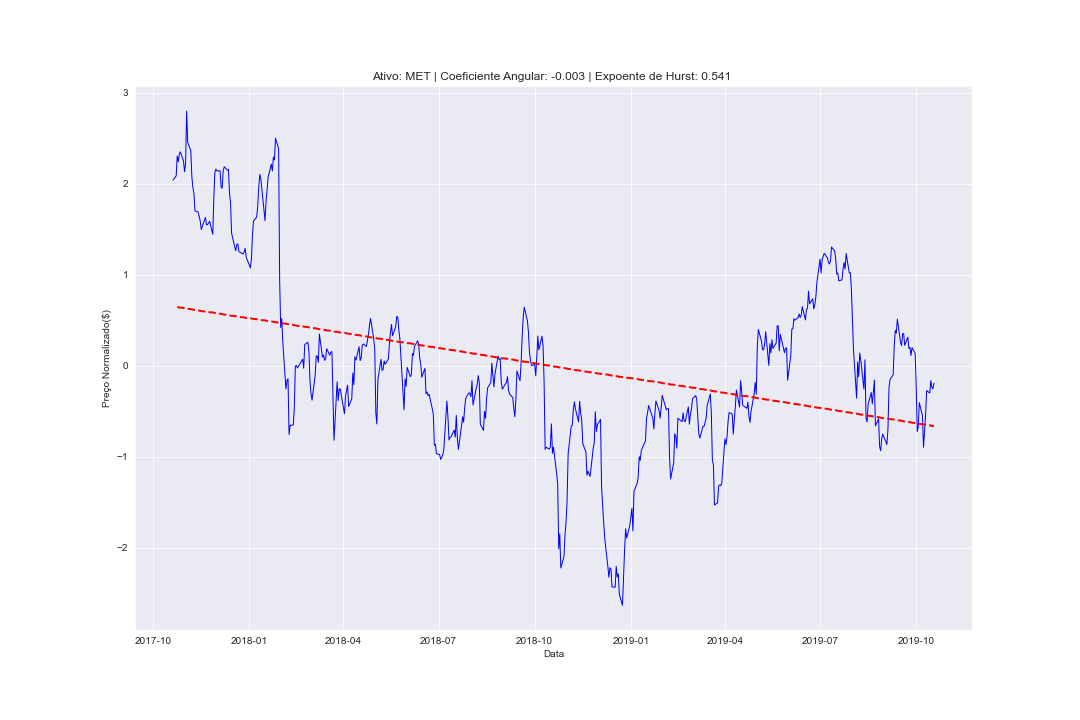 Ativo: MET | Coeficiente Angular: -0.003 | Expoente de Hurst: 0.541
Preço Normalizado($)
3
2
1
0
−1
−2
2017-10 2018-01 2018-04 2018-07 2018-10 2019-01 2019-04 2019-07 2019-10
Data